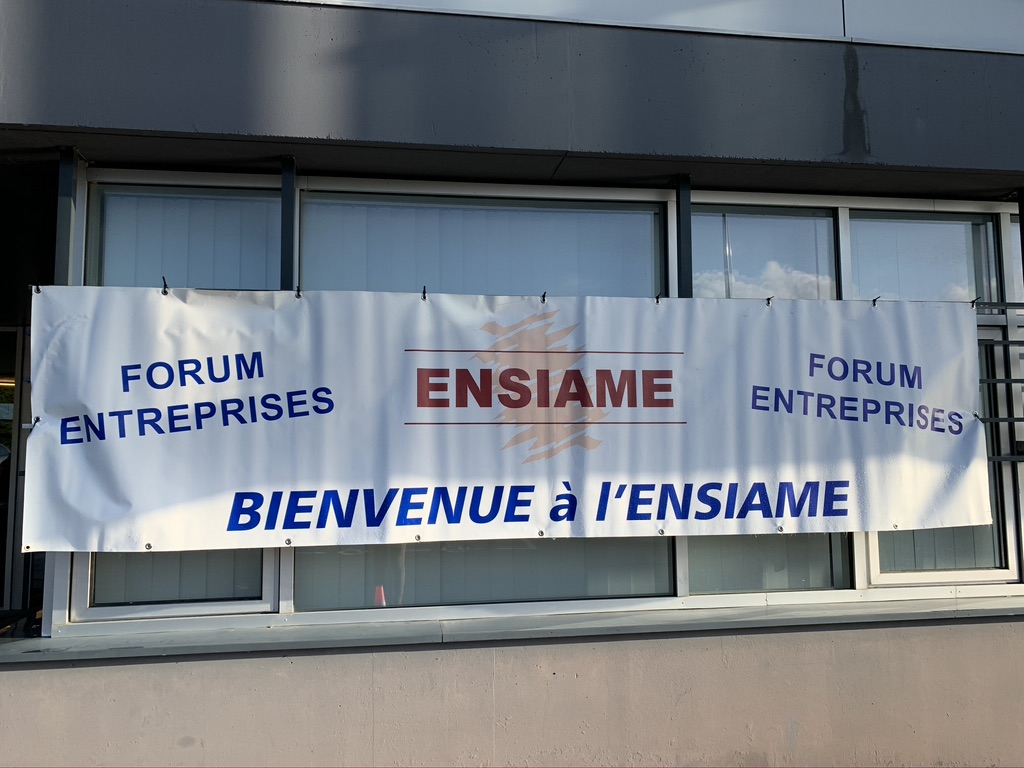 FORUM
ENTREPRISES
ENSIAME
FORUM
ENTREPRISES
BIENVENUE à l'ENSIAME